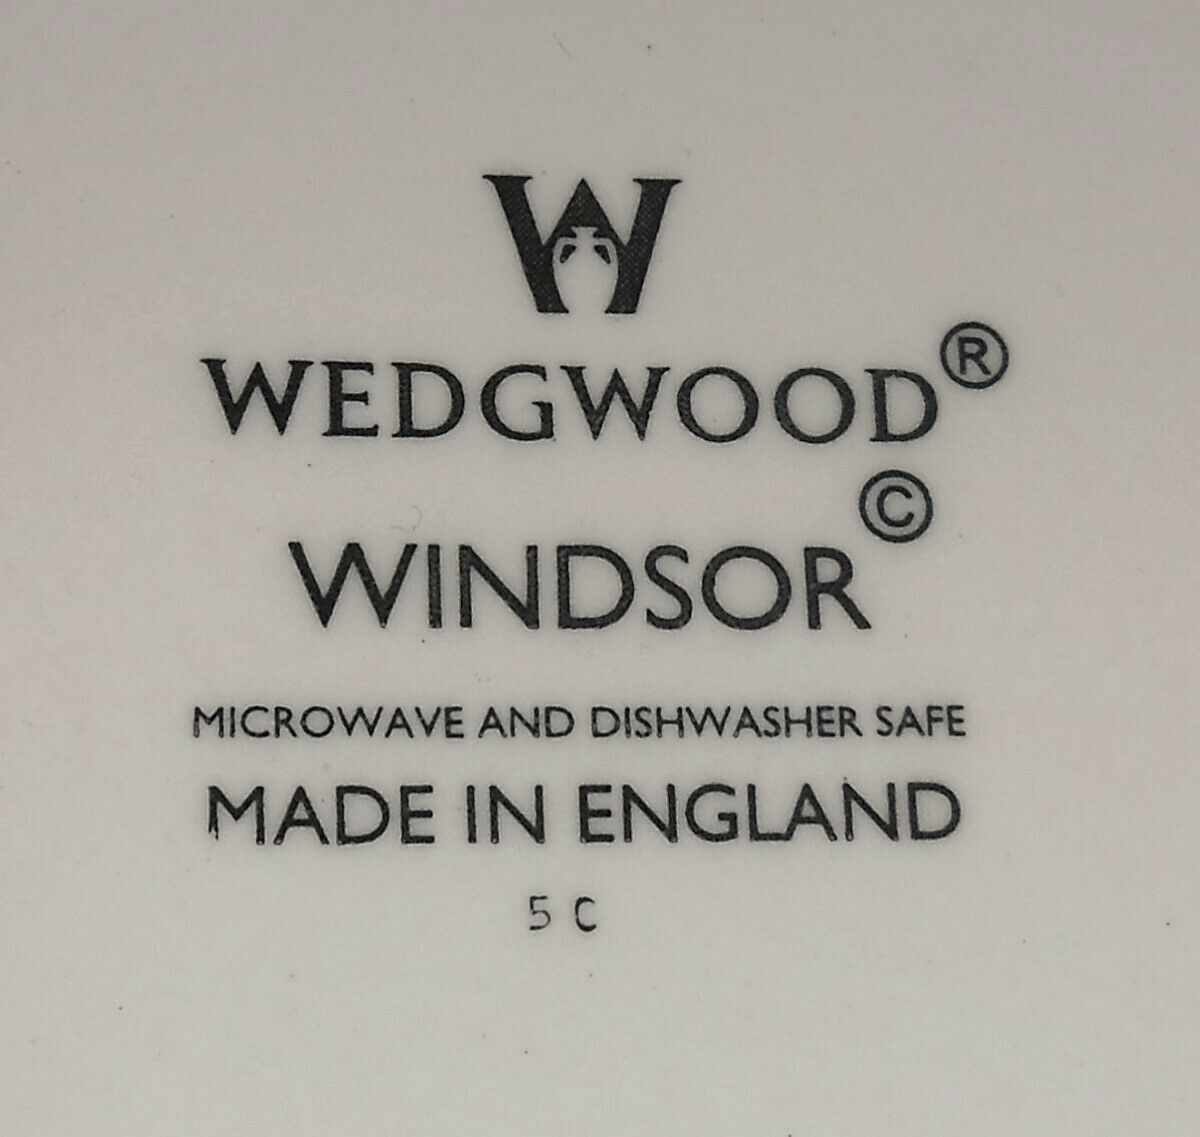 W
WEDGWOOD®
WINDSOR©
MICROWAVE AND DISHWASHER SAFE
MADE IN ENGLAND
5 C